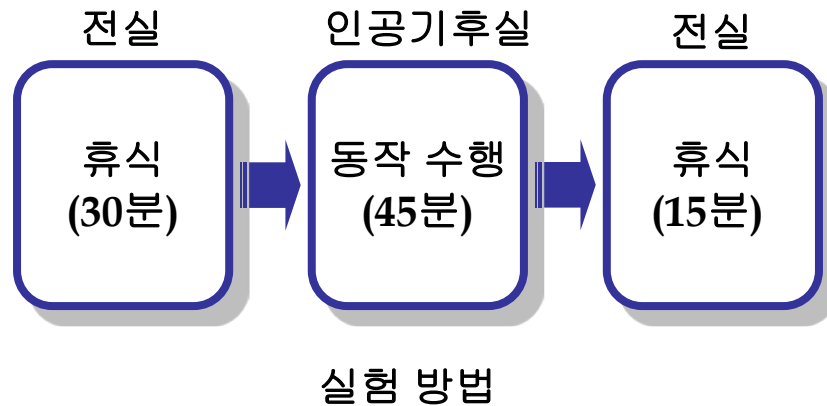 전실
인공기후실
전실
휴식
(30분)
동작 수행
(45분)
휴식
(15분)
실험 방법